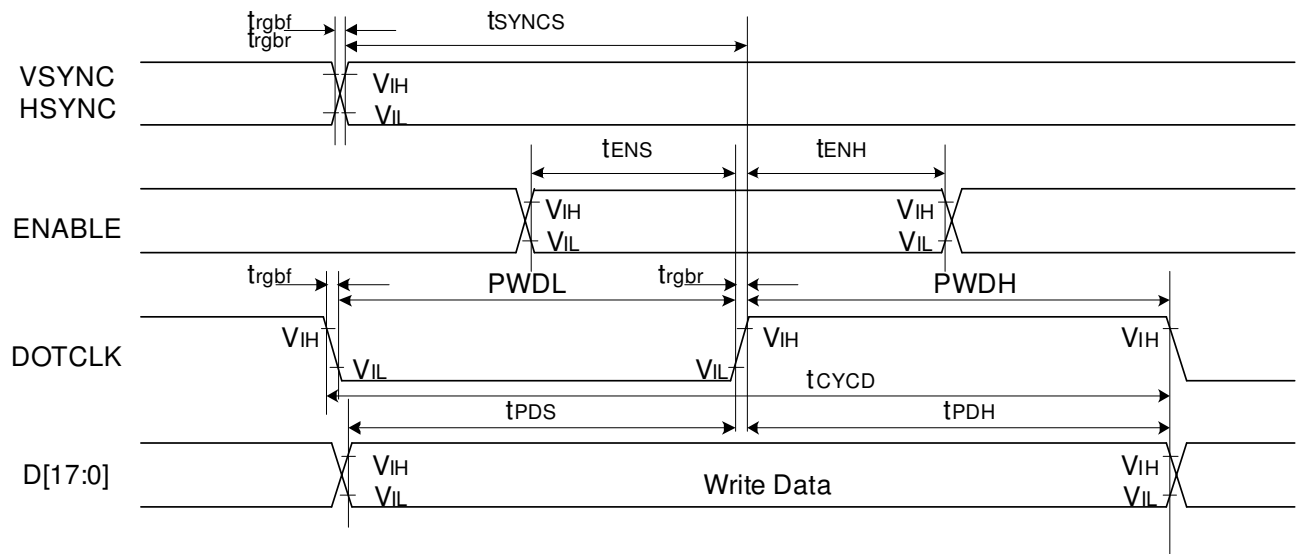 trgbf
trgbr
tSYNCS
VSYNC
HSYNC
VIH
VIL
tENS
tENH
ENABLE
VIH
VIL
VIH
VIL
trgbf
PWDL
trgbr
PWDH
DOTCLK
VIH
VIL
VIL
VIH
VIH
tCYCD
tPDS
tPDH
D[17:0]
VIH
VIL
Write Data
VIH
VIL